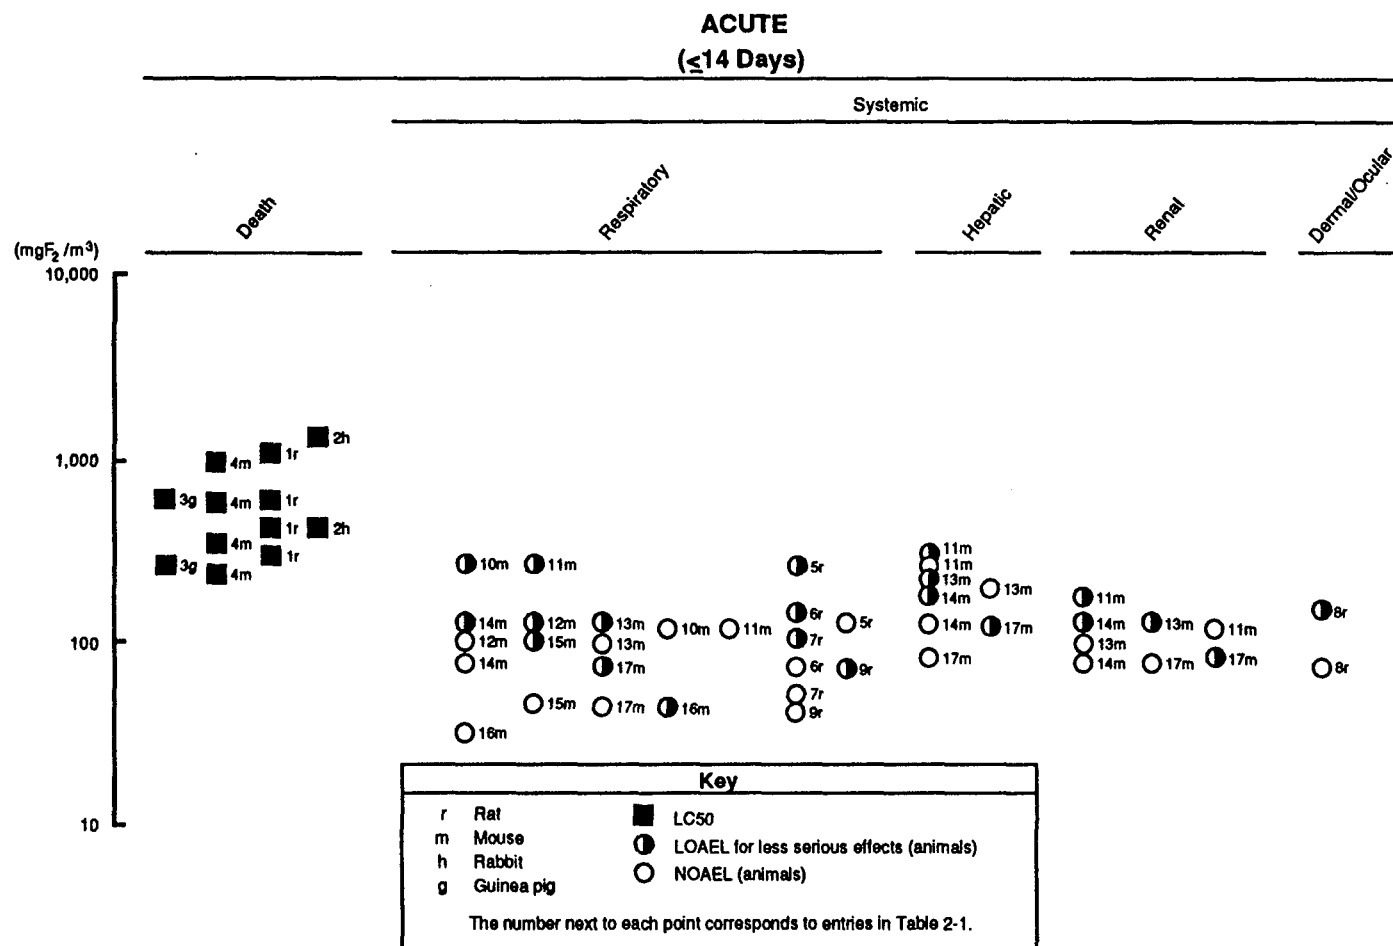 ACUTE
(≤14 Days)
Systemic
Death
Respiratory
Hepatic
Renal
Dermal/Ocular
(mgF₂/m³)
10,000
2h
1r
1,000
4m
3g 4m 1r
1r 2h
4m
1r
3g
4m
11m
11m
10m 11m 5r
13m
13m
14m 11m
6r 8r
14m 12m 13m 10m 11m 5r 14m 17m 14m 13m 11m
100
12m 15m 13m 7r 13m
14m 17m 6r 9r 17m 14m 17m 17m 8r
7r
15m 17m 16m 9r
16m
10
Key
r Rat LC50
m Mouse LOAEL for less serious effects (animals)
h Rabbit NOAEL (animals)
g Guinea pig
The number next to each point corresponds to entries in Table 2-1.